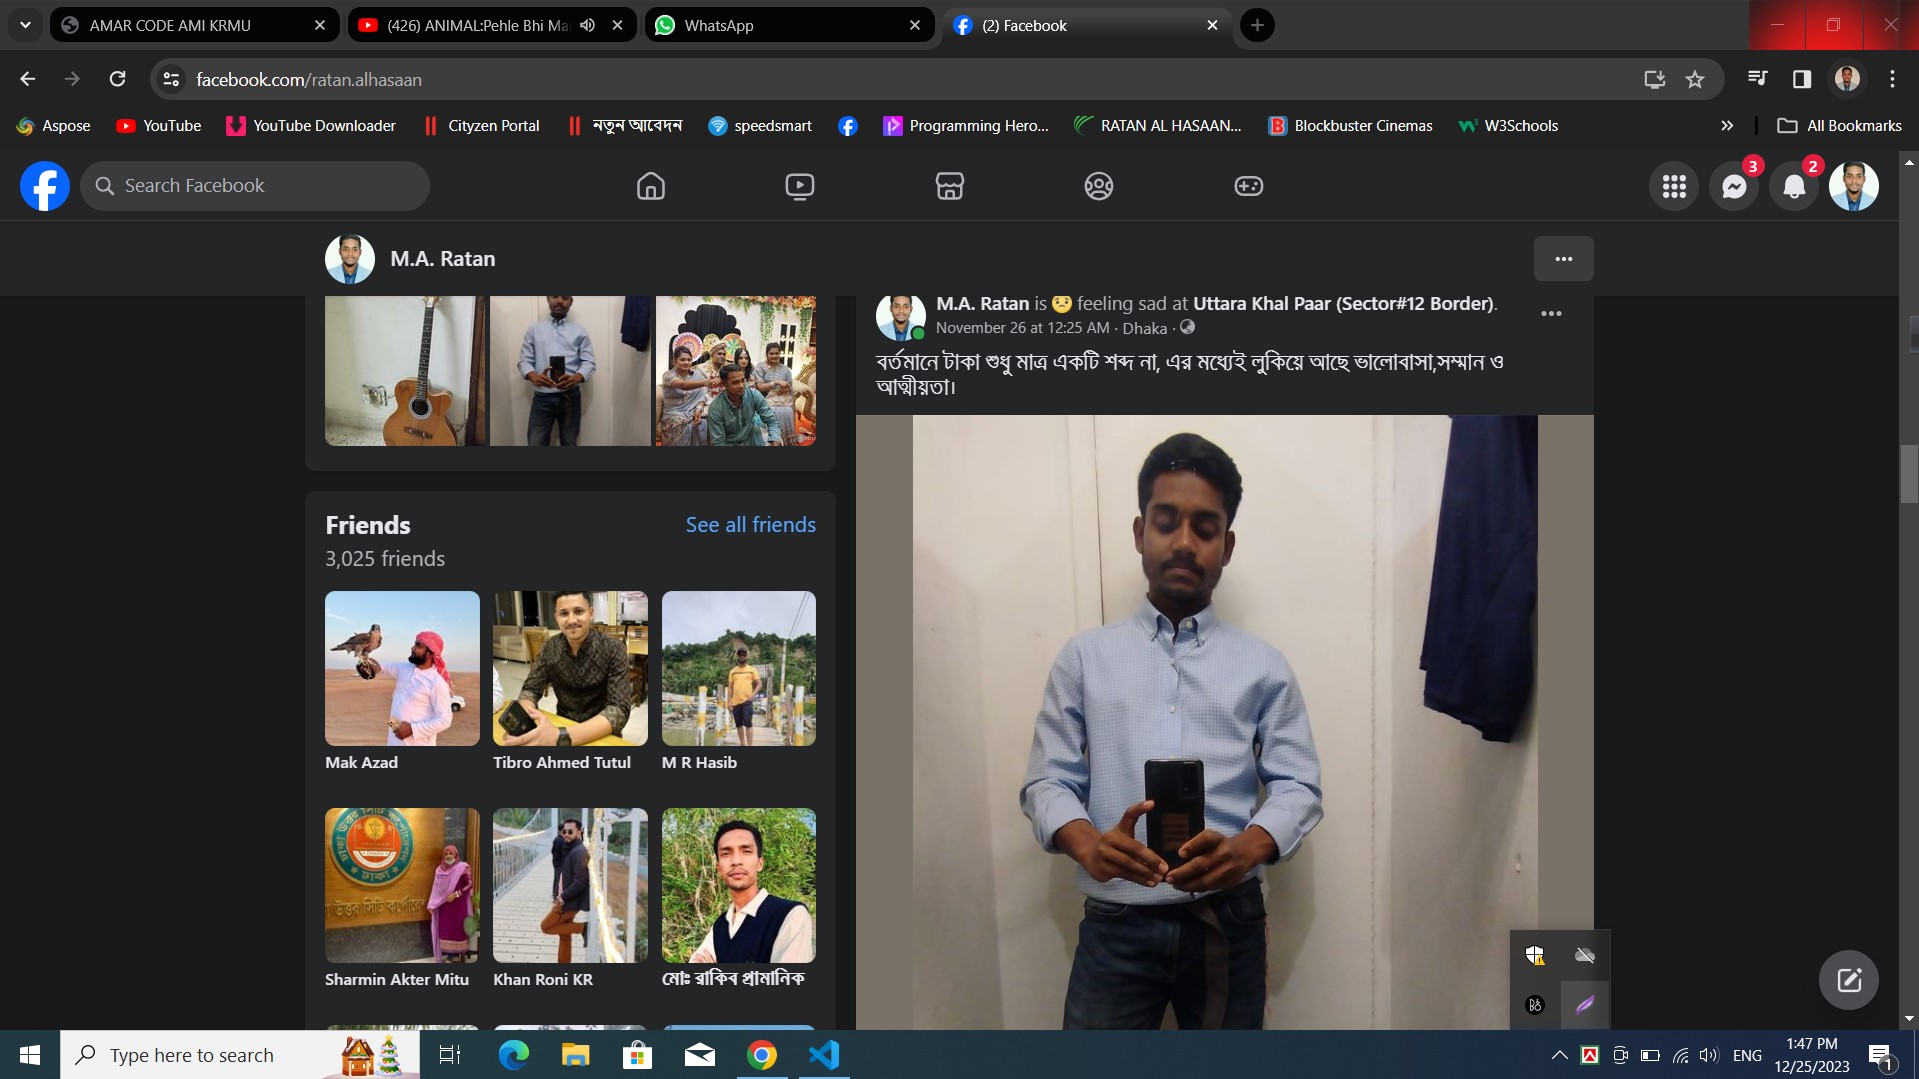 AMAR CODE AMI KRMU
(426) ANIMAL:Pehle Bhi Ma
WhatsApp
(2) Facebook
facebook.com/ratan.alhasaan
Aspose
YouTube
YouTube Downloader
Cityzen Portal
নতুন আবেদন
speedsmart
Programming Hero...
RATAN AL HASAAN...
Blockbuster Cinemas
W3Schools
All Bookmarks
Search Facebook
3
2
M.A. Ratan
M.A. Ratan is feeling sad at Uttara Khal Paar (Sector#12 Border).
November 26 at 12:25 AM · Dhaka ·
বর্তমানে টাকা শুধু মাত্র একটি শব্দ না, এর মধ্যেই লুকিয়ে আছে ভালোবাসা,সম্মান ও
আত্মীয়তা।
Friends
See all friends
3,025 friends
Mak Azad
Tibro Ahmed Tutul
M R Hasib
Sharmin Akter Mitu
Khan Roni KR
মোঃ রাকিব প্রামানিক
Type here to search
ENG
1:47 PM
12/25/2023
1